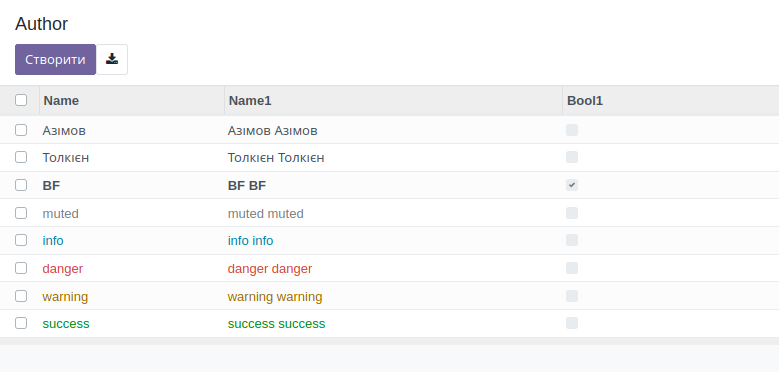 Author
Створити
Name Name1 Bool1
Азімов Азімов Азімов
Толкієн Толкієн Толкієн
BF BF BF
muted muted muted
info info info
danger danger danger
warning warning warning
success success success